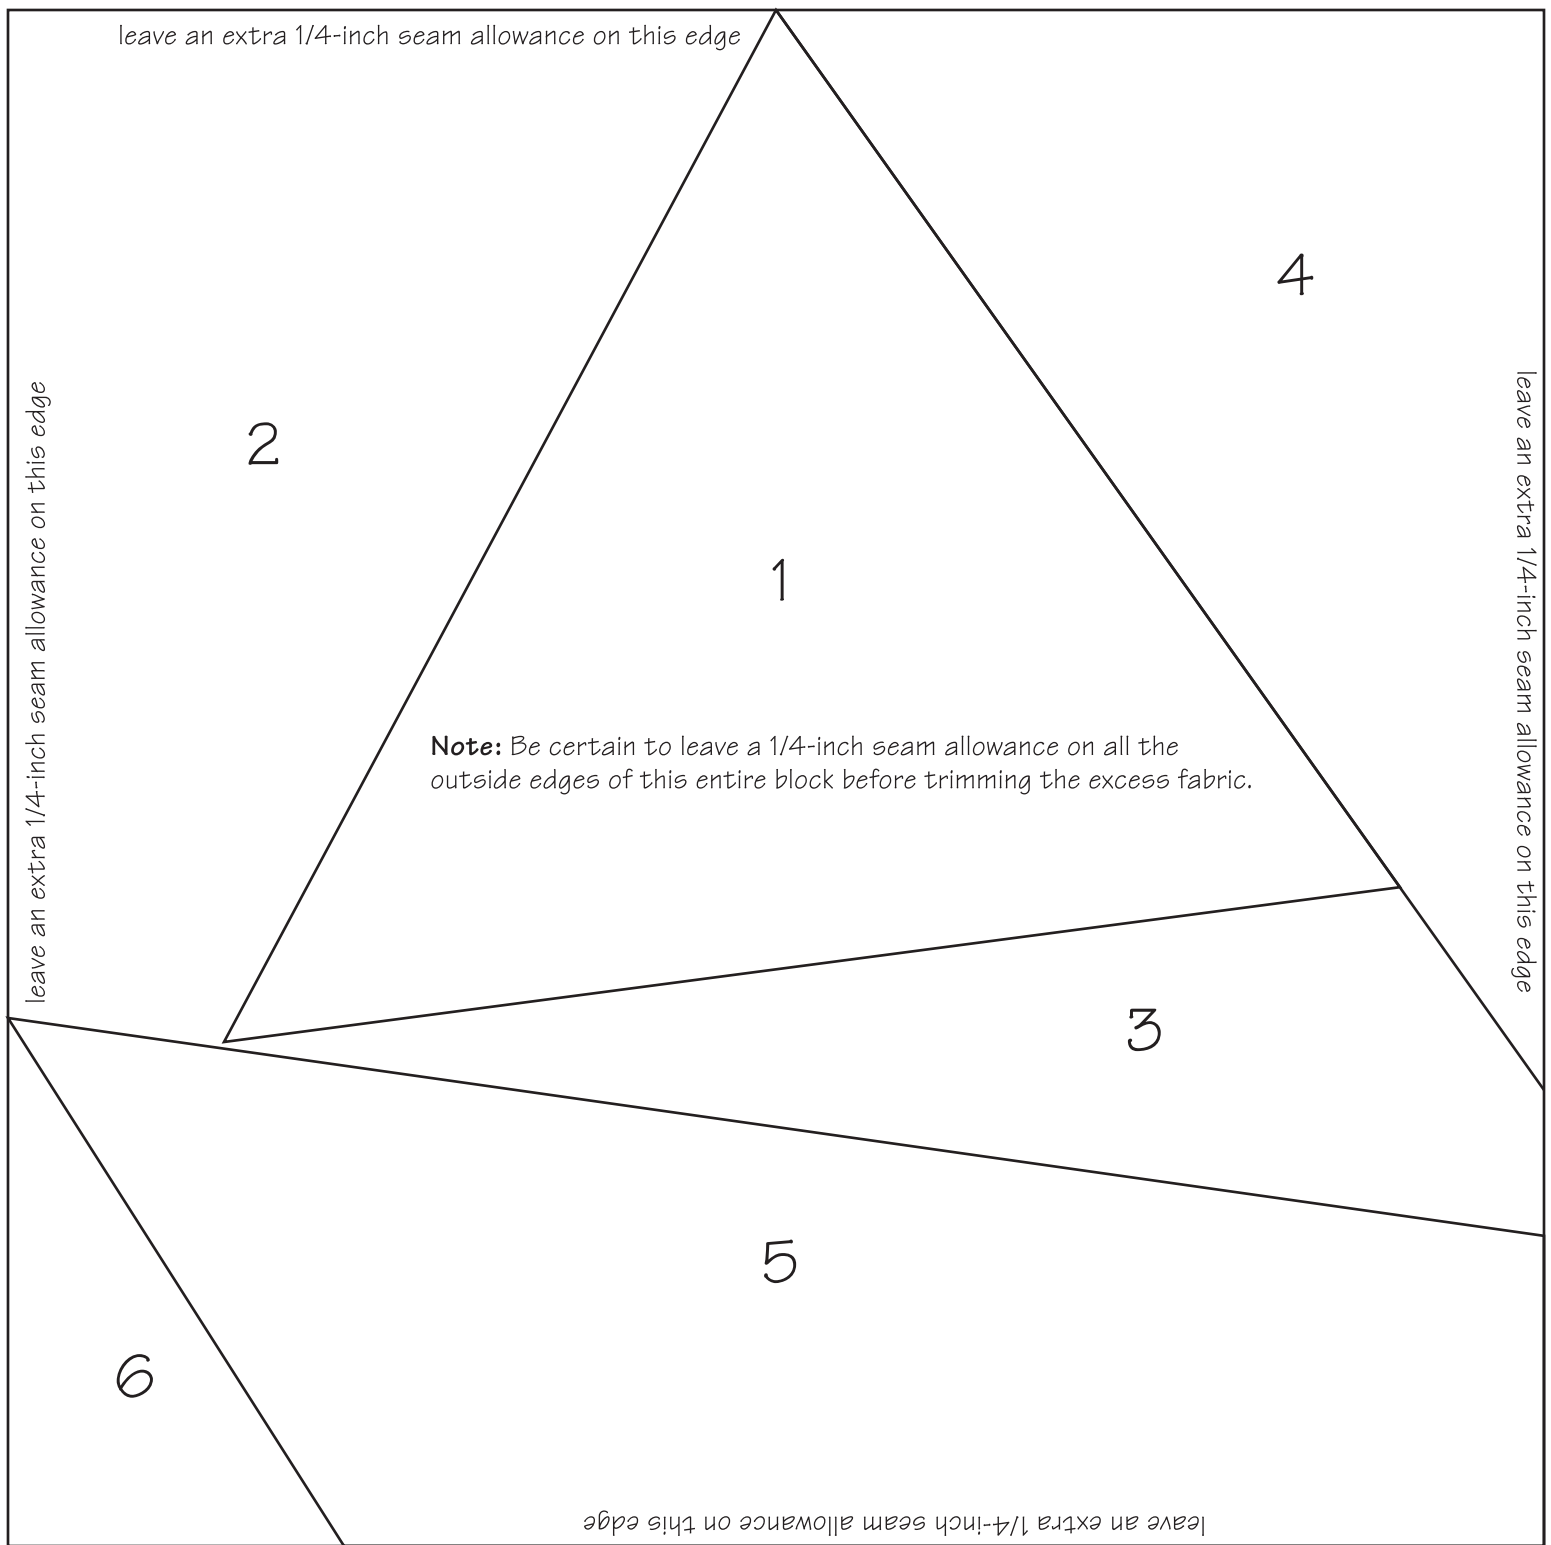 leave an extra 1/4-inch seam allowance on this edge
4
leave an extra 1/4-inch seam allowance on this edge
leave an extra 1/4-inch seam allowance on this edge
2
1
Note: Be certain to leave a 1/4-inch seam allowance on all the
outside edges of this entire block before trimming the excess fabric.
3
5
6
leave an extra 1/4-inch seam allowance on this edge